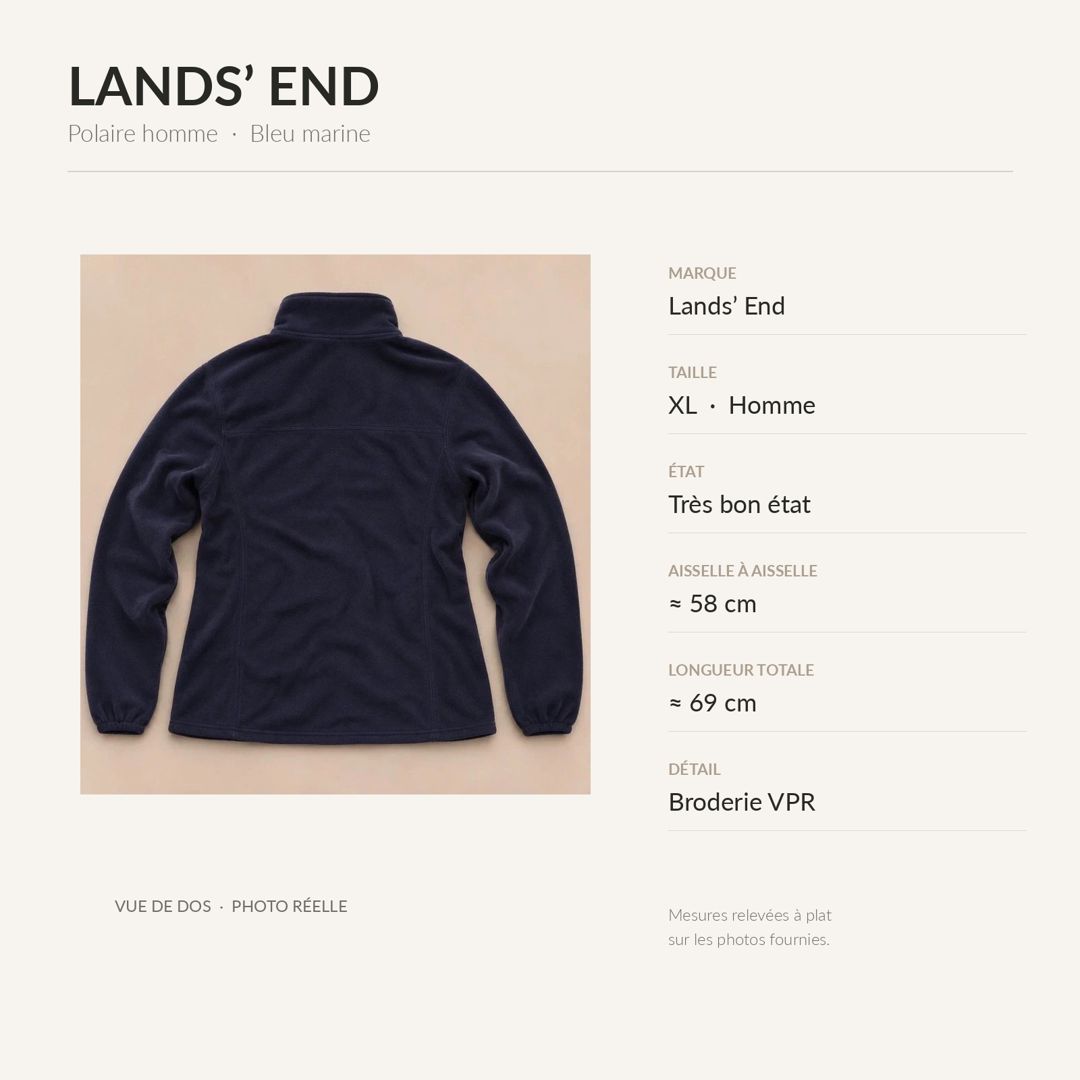 LANDS’ END
Polaire homme · Bleu marine
MARQUE
Lands’ End
TAILLE
XL · Homme
ÉTAT
Très bon état
AISSELLE À AISSELLE
≈ 58 cm
LONGUEUR TOTALE
≈ 69 cm
DÉTAIL
Broderie VPR
VUE DE DOS · PHOTO RÉELLE
Mesures relevées à plat
sur les photos fournies.